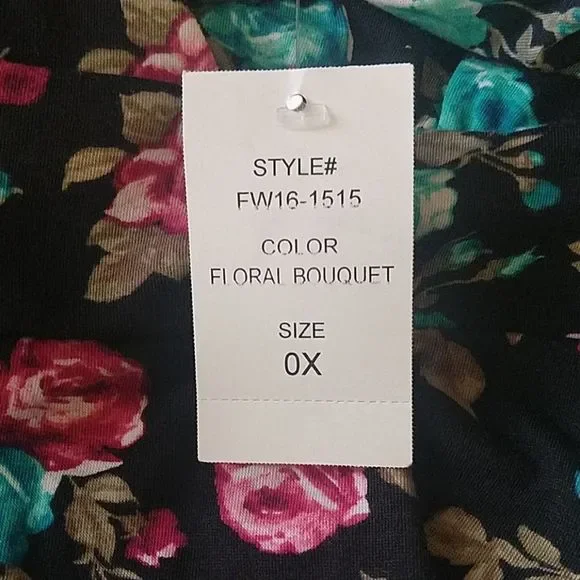 STYLE#
FW16-1515
COLOR
FLORAL BOUQUET
SIZE
0X